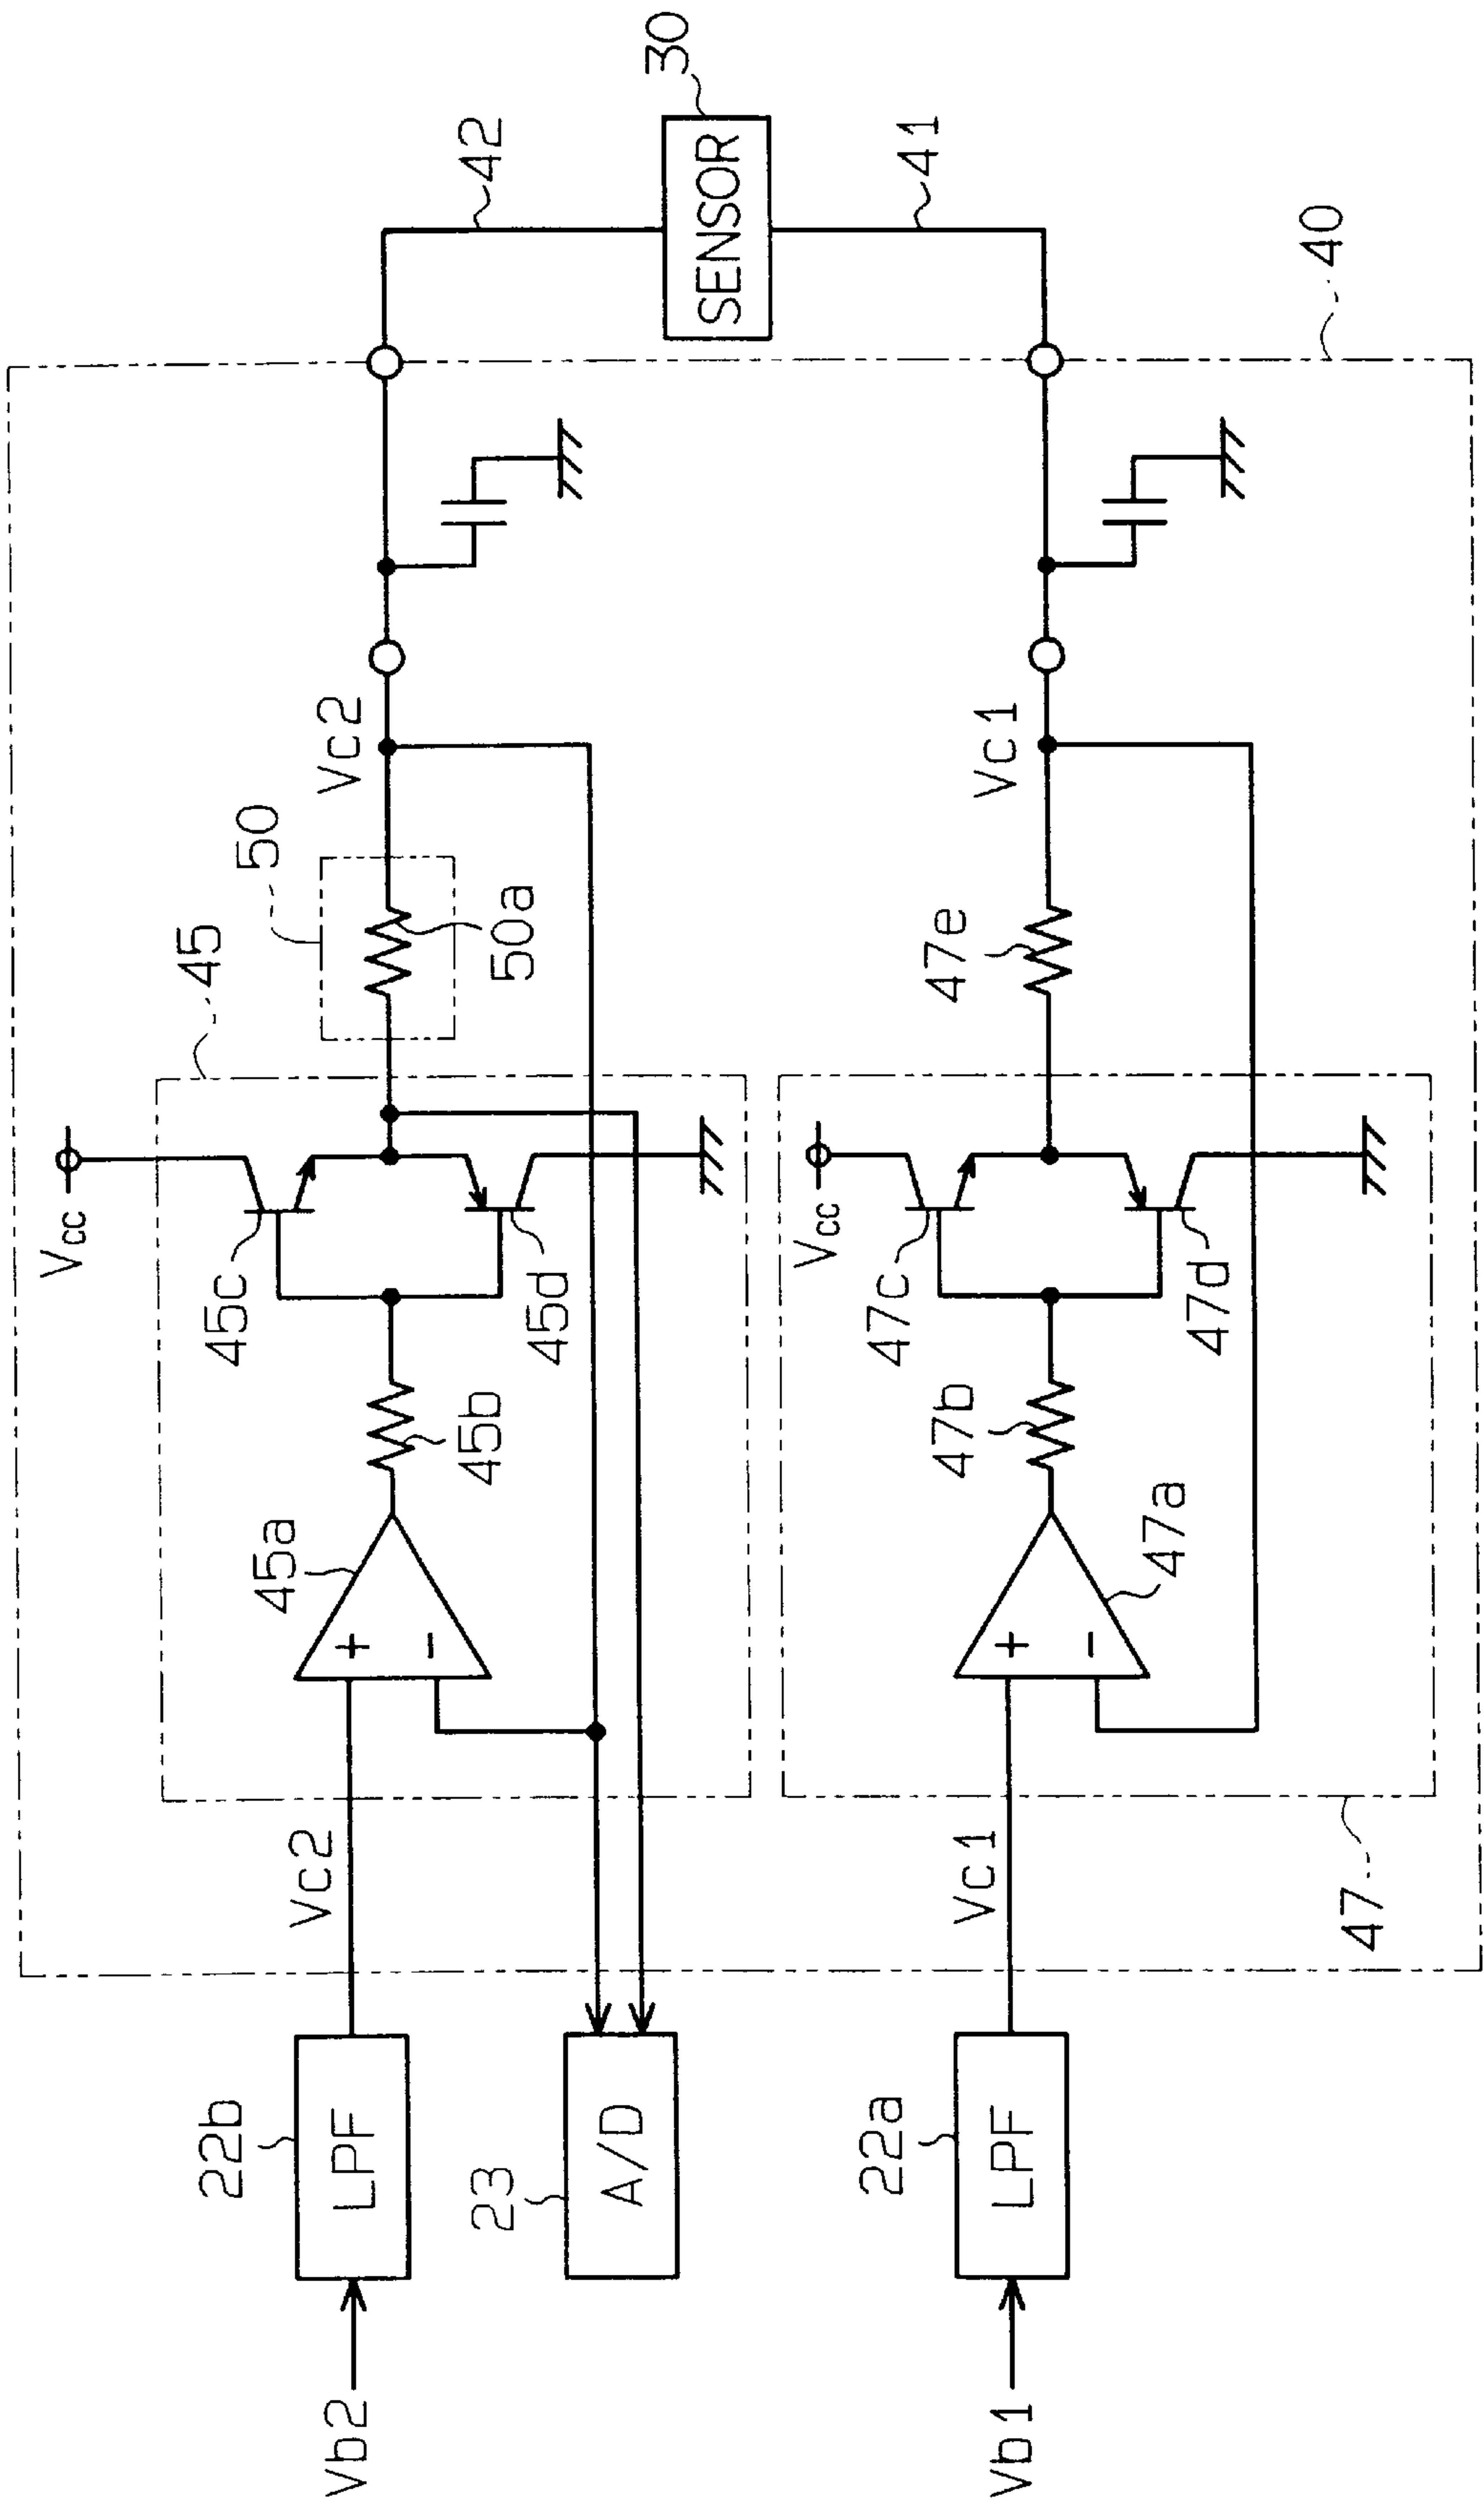 Vcc
45
50
Vc2
42
30
45c
45a
Vc2
22b
LPF
Vb2
45b
45d
50a
+
-
SENSOR
23
A/D
Vcc
47c
47b
47e
Vc1
41
22a
LPF
Vb1
Vc1
+
-
47a
47d
47
40